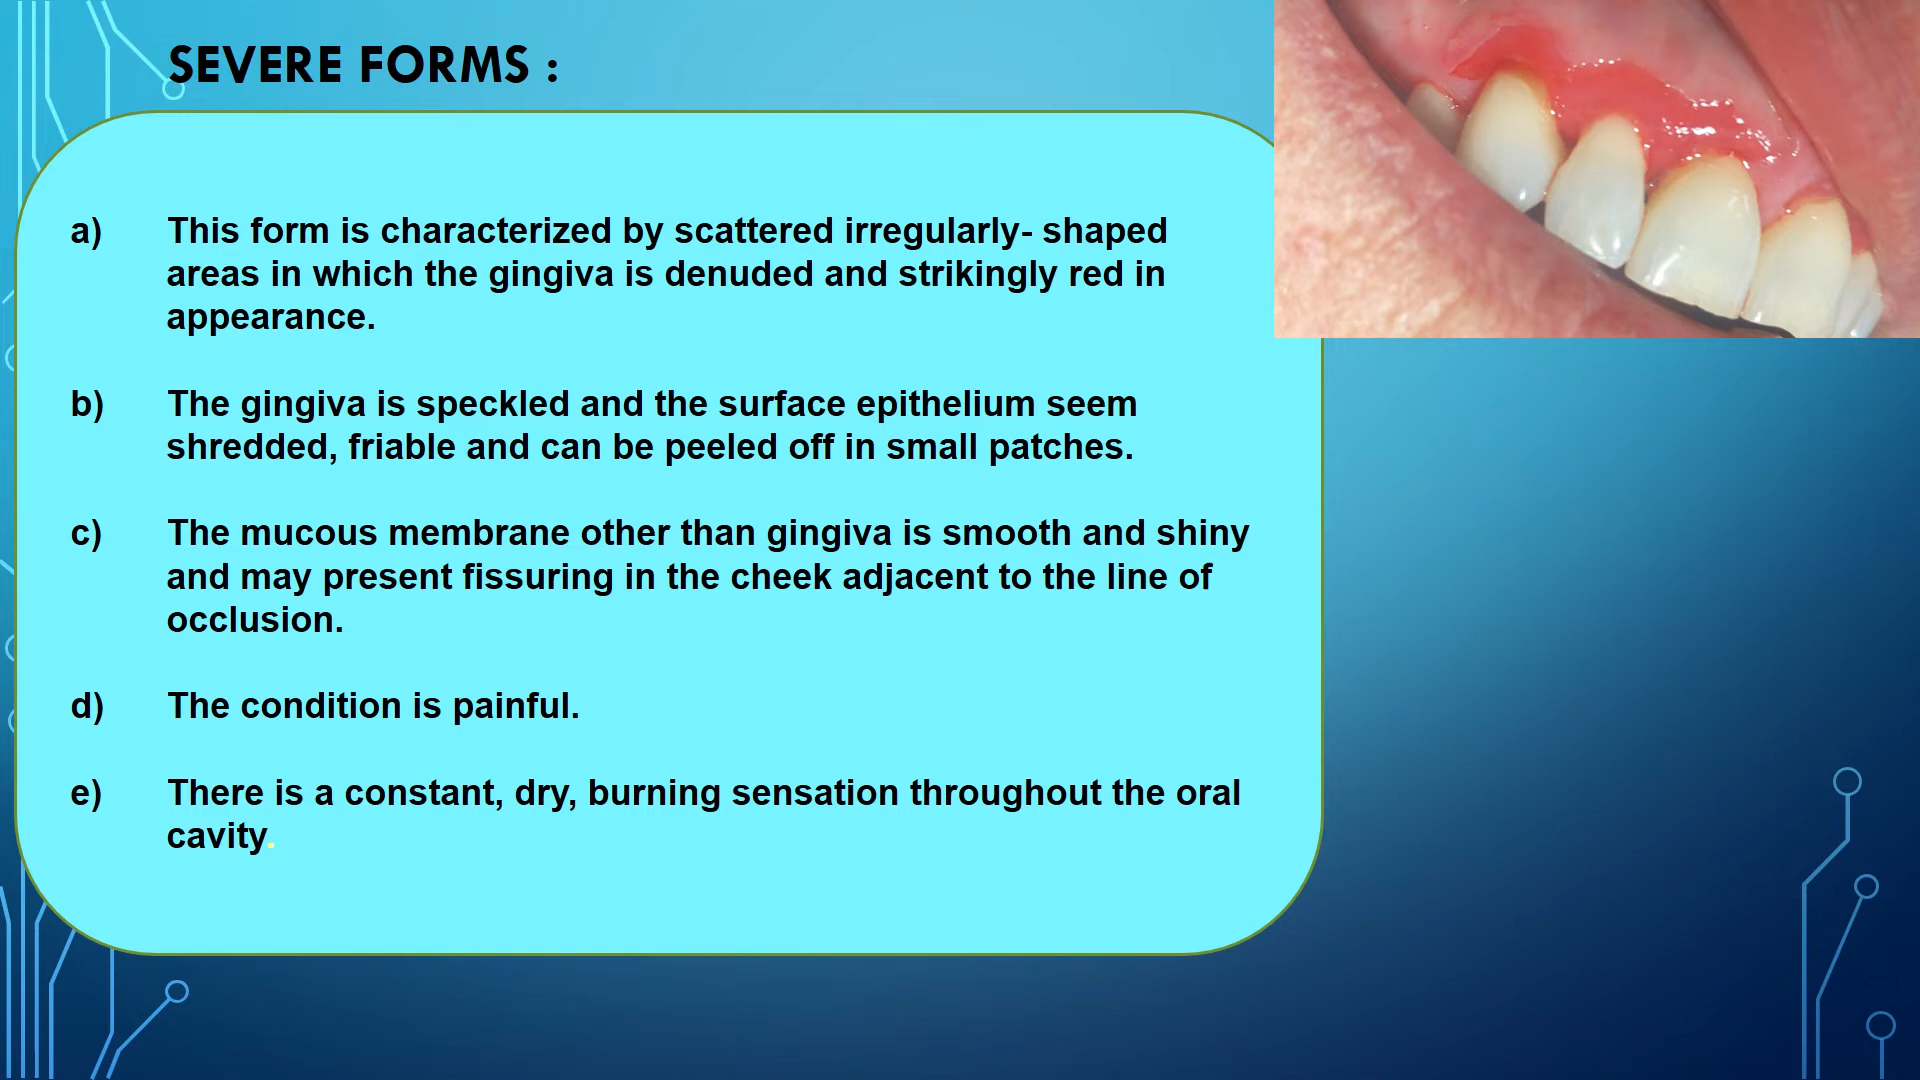 SEVERE FORMS :
a) This form is characterized by scattered irregularly- shaped
areas in which the gingiva is denuded and strikingly red in
appearance.
b) The gingiva is speckled and the surface epithelium seem
shredded, friable and can be peeled off in small patches.
c) The mucous membrane other than gingiva is smooth and shiny
and may present fissuring in the cheek adjacent to the line of
occlusion.
d) The condition is painful.
e) There is a constant, dry, burning sensation throughout the oral
cavity.